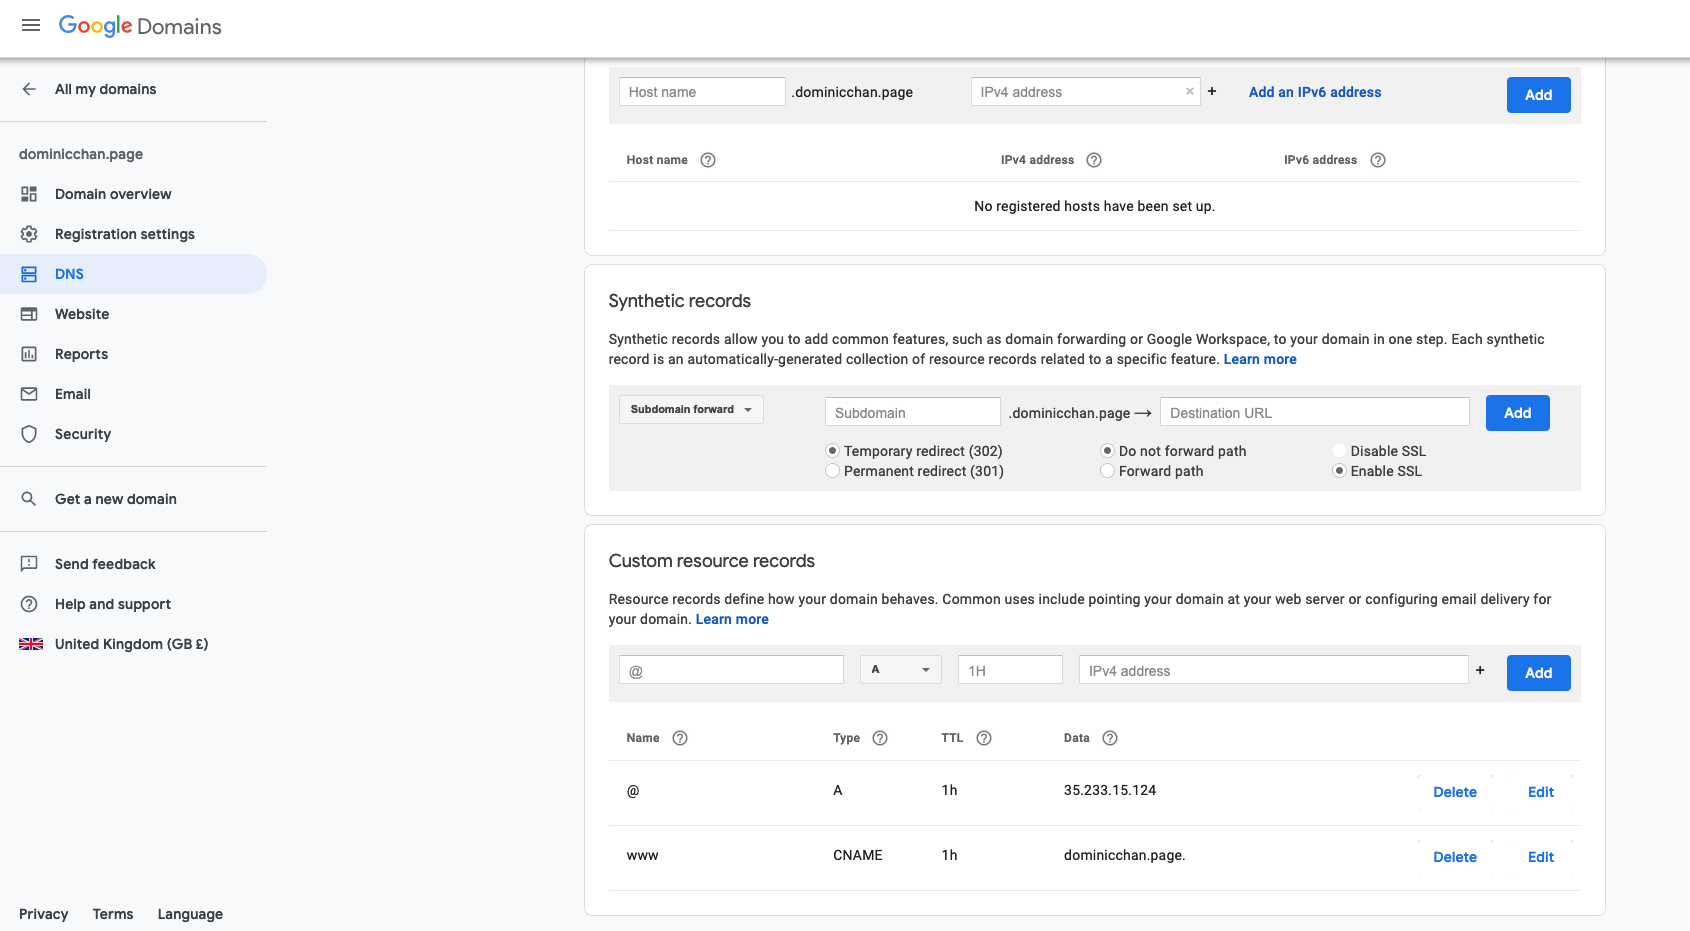 Google Domains
All my domains
dominicchan.page
Domain overview
Registration settings
DNS
Website
Reports
Email
Security
Get a new domain
Send feedback
Help and support
United Kingdom (GB £)
Privacy Terms Language
Host name .dominicchan.page IPv4 address × + Add an IPv6 address Add
Host name ? IPv4 address ? IPv6 address ?
No registered hosts have been set up.
Synthetic records
Synthetic records allow you to add common features, such as domain forwarding or Google Workspace, to your domain in one step. Each synthetic
record is an automatically-generated collection of resource records related to a specific feature. Learn more
Subdomain forward Subdomain .dominicchan.page → Destination URL Add
Temporary redirect (302) Do not forward path Disable SSL
Permanent redirect (301) Forward path Enable SSL
Custom resource records
Resource records define how your domain behaves. Common uses include pointing your domain at your web server or configuring email delivery for
your domain. Learn more
@ A 1H IPv4 address + Add
Name ? Type ? TTL ? Data ?
@ A 1h 35.233.15.124 Delete Edit
www CNAME 1h dominicchan.page. Delete Edit